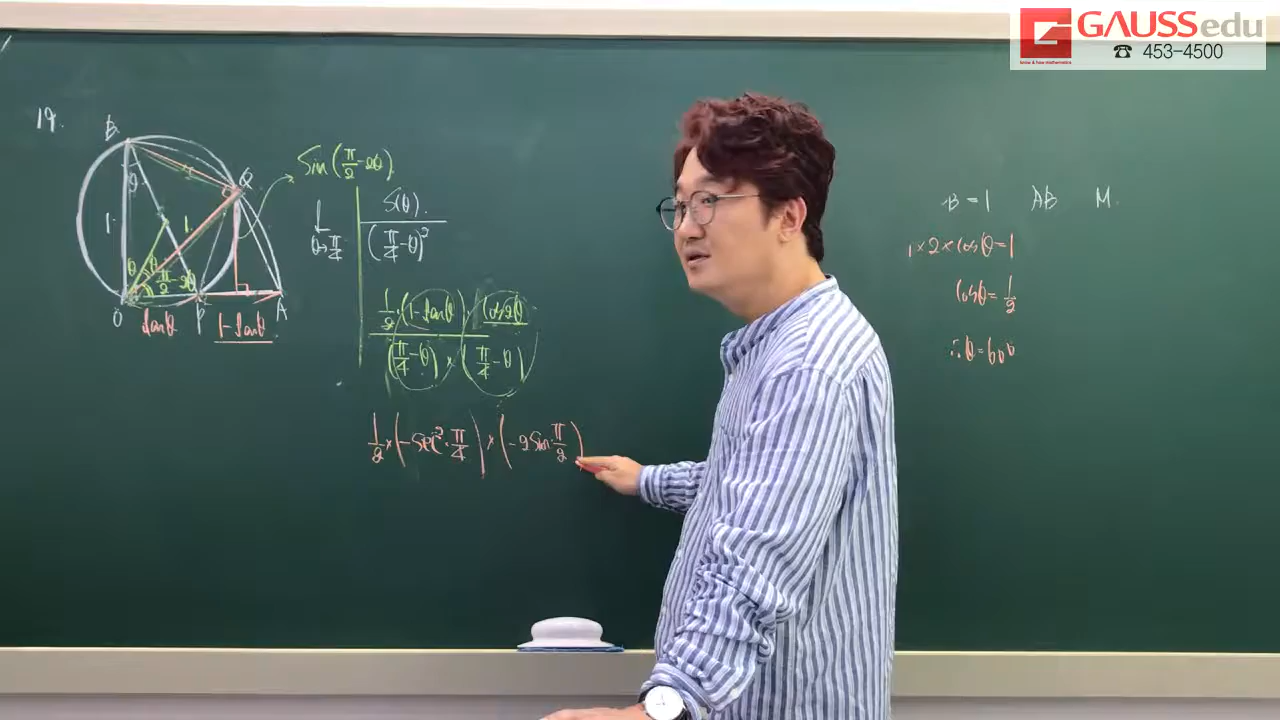 GAUSSedu
☎ 453-4500
19.
B
Q
Sin(π/2-2θ)
θ
1
1
S(θ).
(π/4-θ)²
θ→π/4
θ
θ
π/2-2θ
O
P
A
tanθ
1-tanθ
1/2·(1-tanθ)·cos2θ
(π/4-θ)×(π/4-θ)
1/2×(-sec²·π/4)×(-2sin·π/2)
B=1 AB M.
1×2×cosθ=1
cosθ=1/2
∴θ=60°